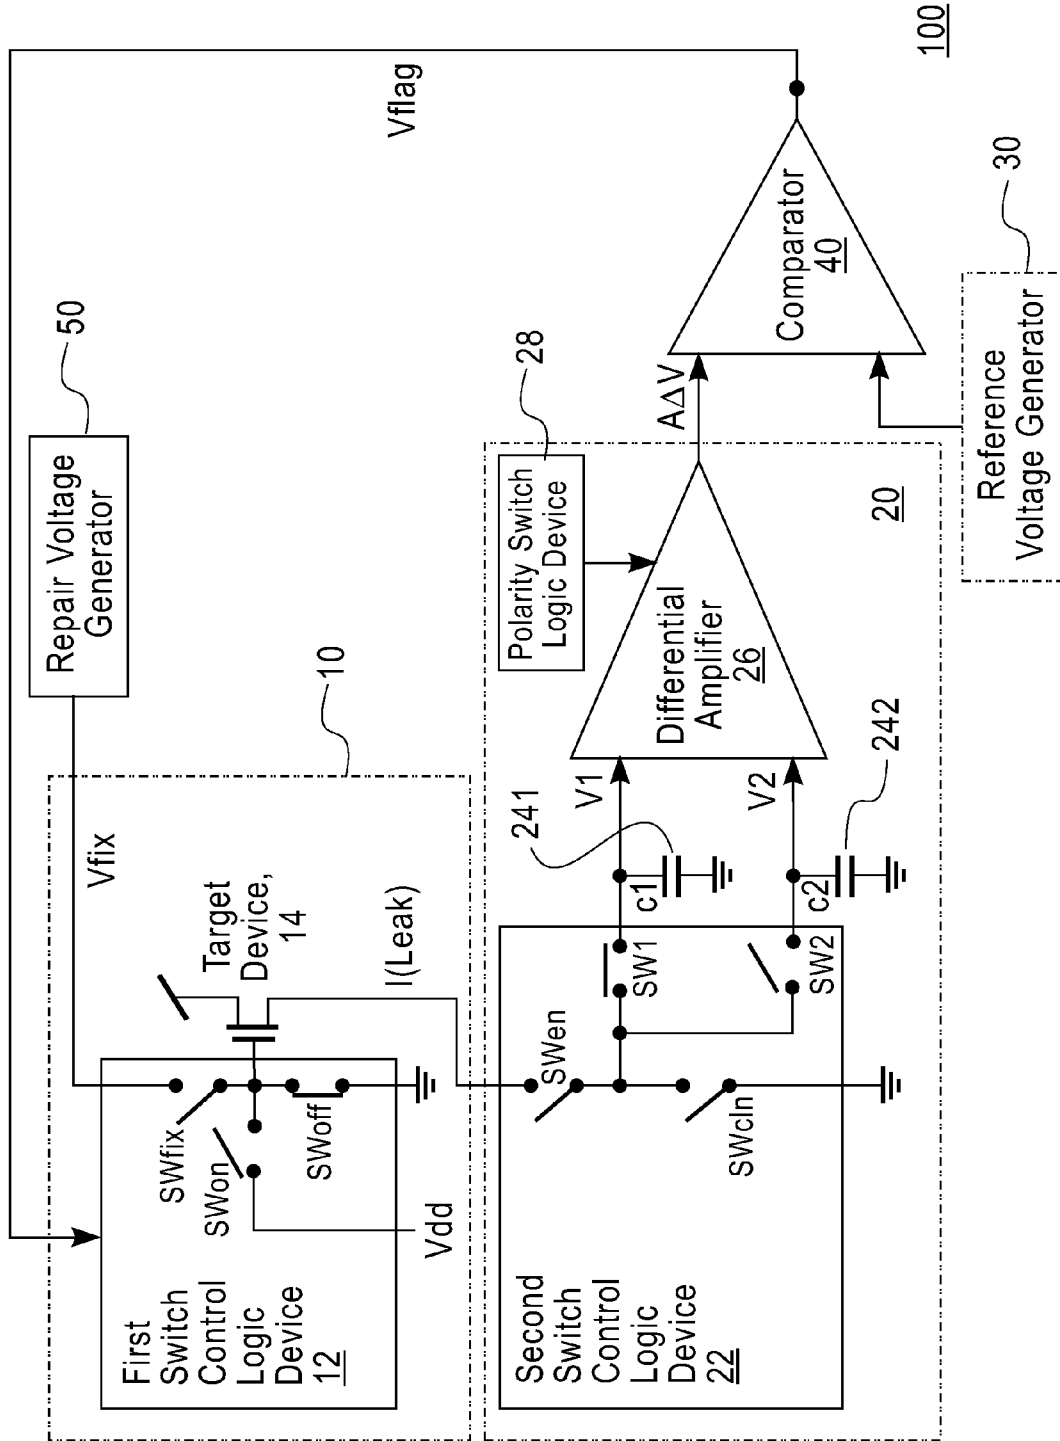 100
Vflag
Repair Voltage
Generator
50
Vfix
10
Target
Device,
14
First
Switch
Control
Logic
Device
12
SWfix
SWon
SWoff
Vdd
I(Leak)
Second
Switch
Control
Logic
Device
22
SWen
SWcln
SW1
SW2
c1
c2
241
242
V1
V2
Differential
Amplifier
26
Polarity Switch
Logic Device
28
20
AΔV
Comparator
40
Reference
Voltage Generator
30